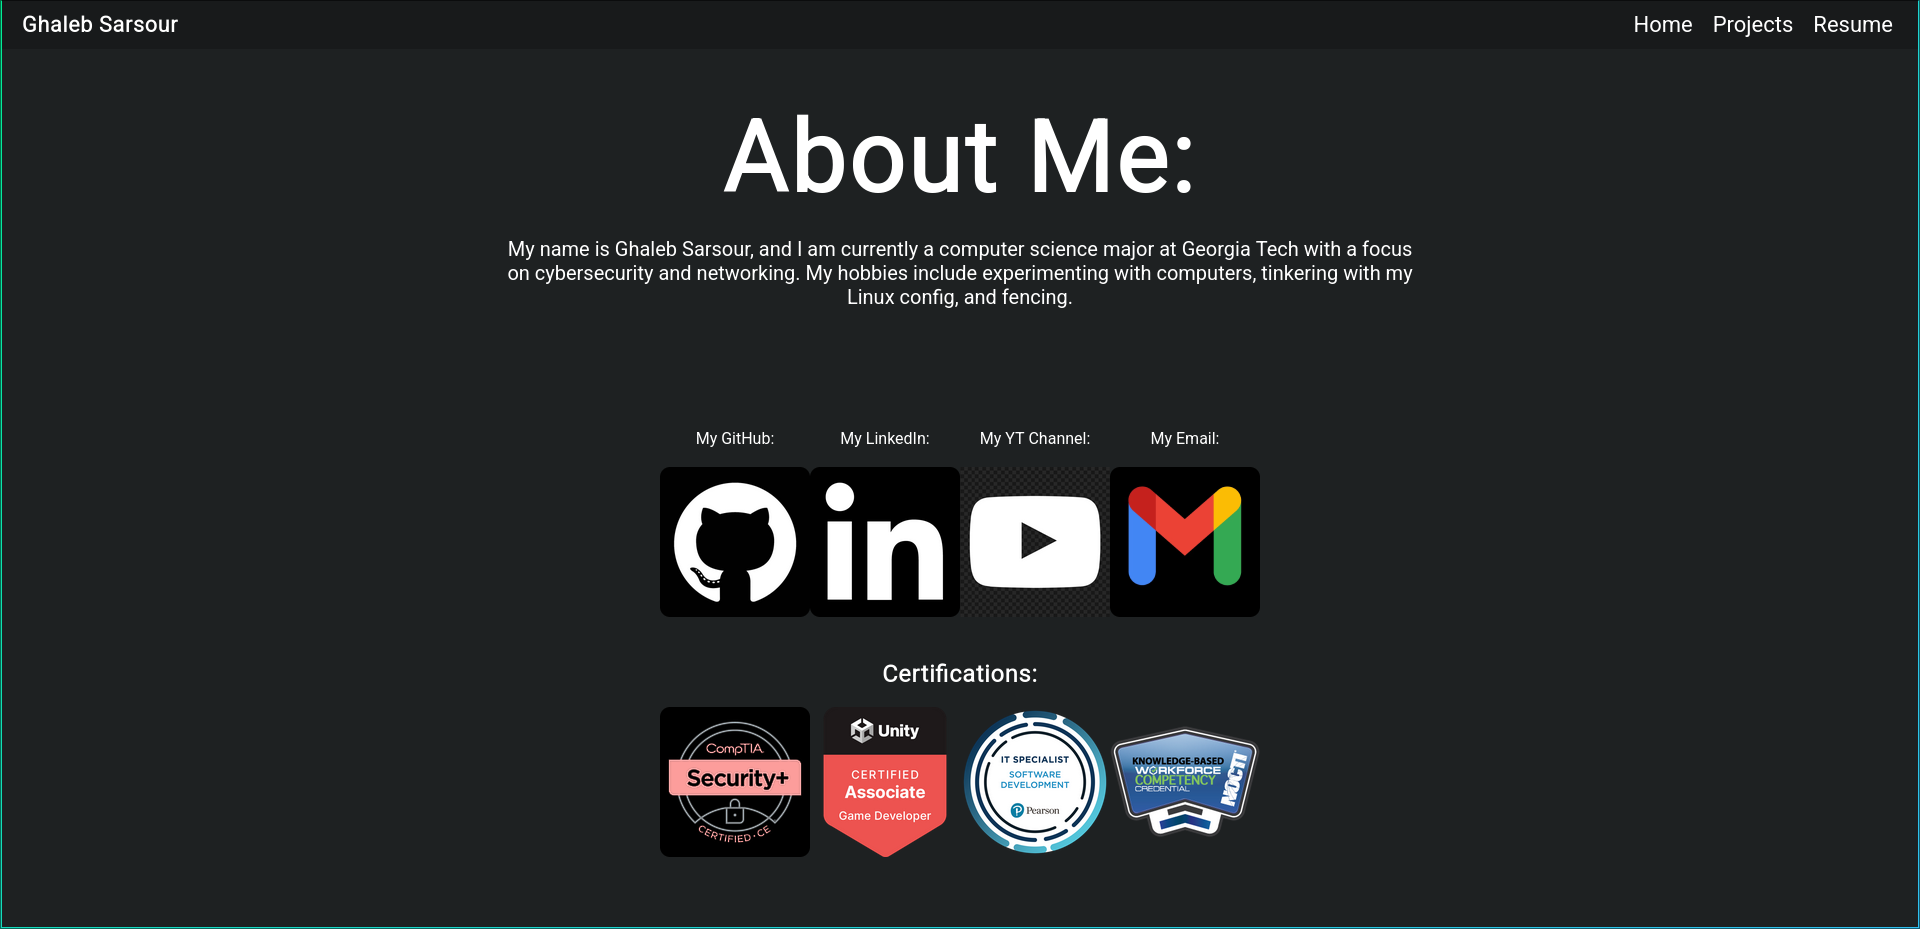 Ghaleb Sarsour
Home Projects Resume
About Me:
My name is Ghaleb Sarsour, and I am currently a computer science major at Georgia Tech with a focus
on cybersecurity and networking. My hobbies include experimenting with computers, tinkering with my
Linux config, and fencing.
My GitHub:
My LinkedIn:
My YT Channel:
My Email:
in
Certifications:
CompTIA.
Security+
CERTIFIED·CE
Unity
CERTIFIED
Associate
Game Developer
IT SPECIALIST
SOFTWARE
DEVELOPMENT
P Pearson
KNOWLEDGE-BASED
WORKFORCE
COMPETENCY
CREDENTIAL
NOCTI